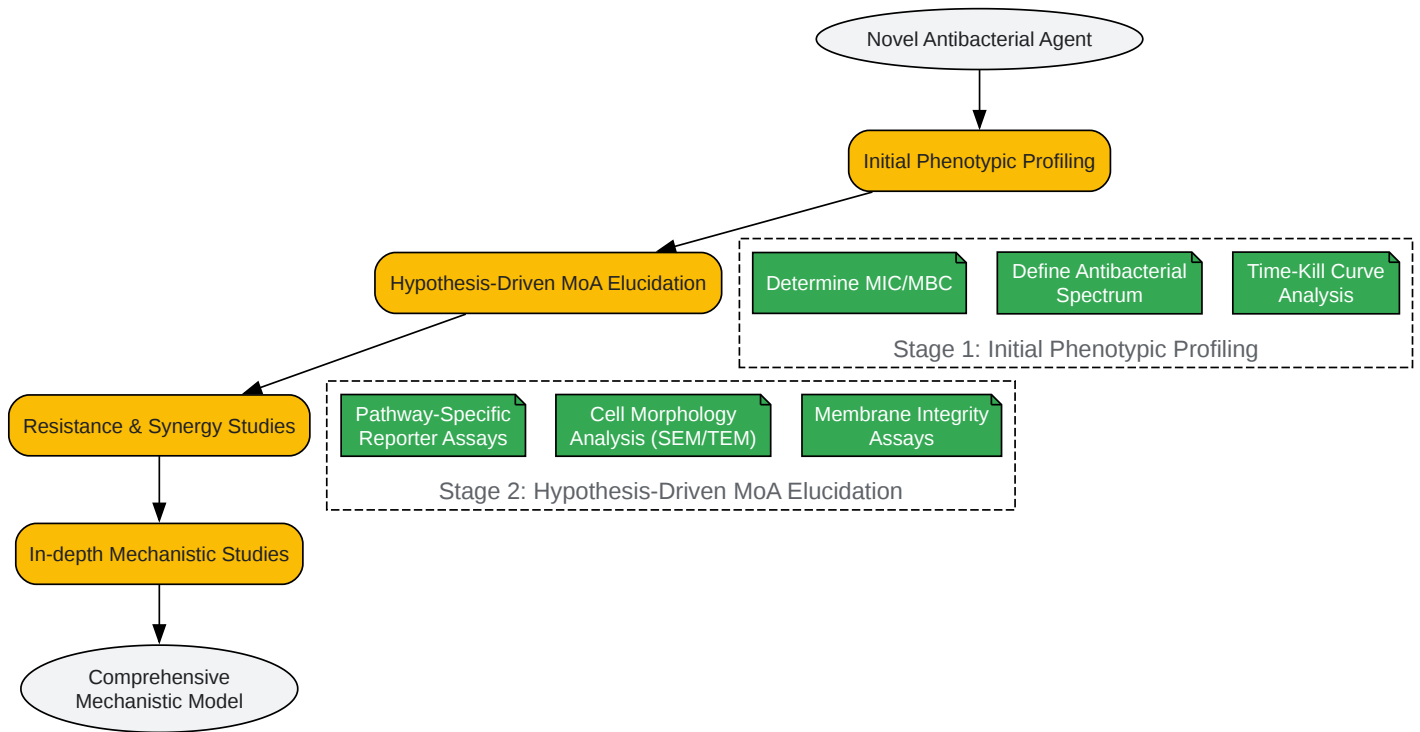 Novel Antibacterial Agent
Initial Phenotypic Profiling
Hypothesis-Driven MoA Elucidation
Determine MIC/MBC
Define Antibacterial
Spectrum
Time-Kill Curve
Analysis
Stage 1: Initial Phenotypic Profiling
Resistance & Synergy Studies
Pathway-Specific
Reporter Assays
Cell Morphology
Analysis (SEM/TEM)
Membrane Integrity
Assays
Stage 2: Hypothesis-Driven MoA Elucidation
In-depth Mechanistic Studies
Comprehensive
Mechanistic Model